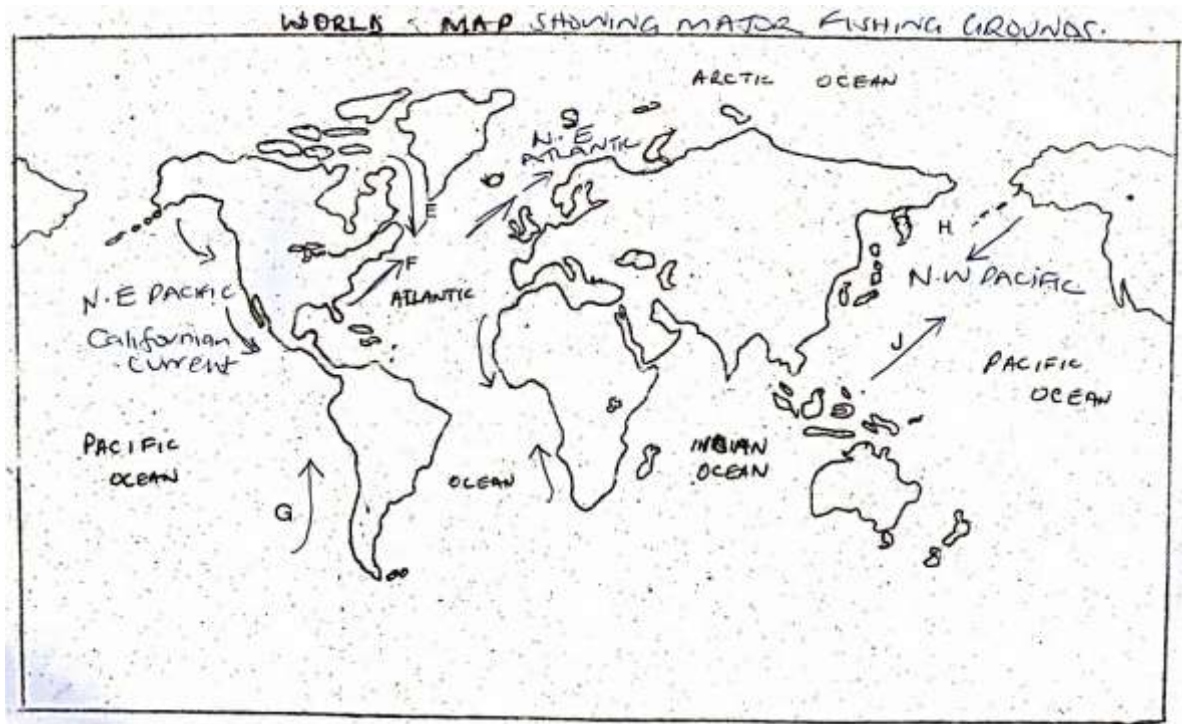 WORLD MAP SHOWING MAJOR FISHING GROUNDS.
ARCTIC OCEAN
S
N.E
ATLANTIC
E
H
F
N.E PACIFIC
ATLANTIC
N.W PACIFIC
Californian
current
J
PACIFIC
OCEAN
PACIFIC
OCEAN
OCEAN
INDIAN
OCEAN
G